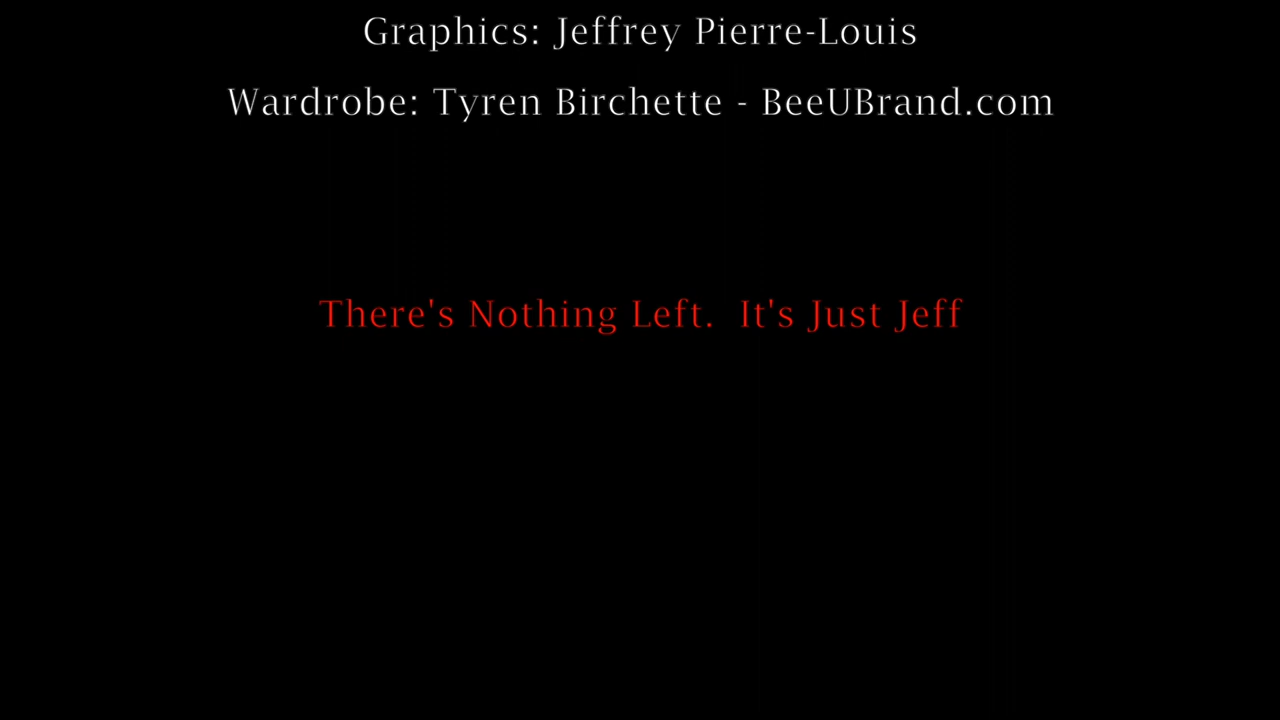 Graphics: Jeffrey Pierre-Louis
Wardrobe: Tyren Birchette - BeeUBrand.com
There's Nothing Left.  It's Just Jeff